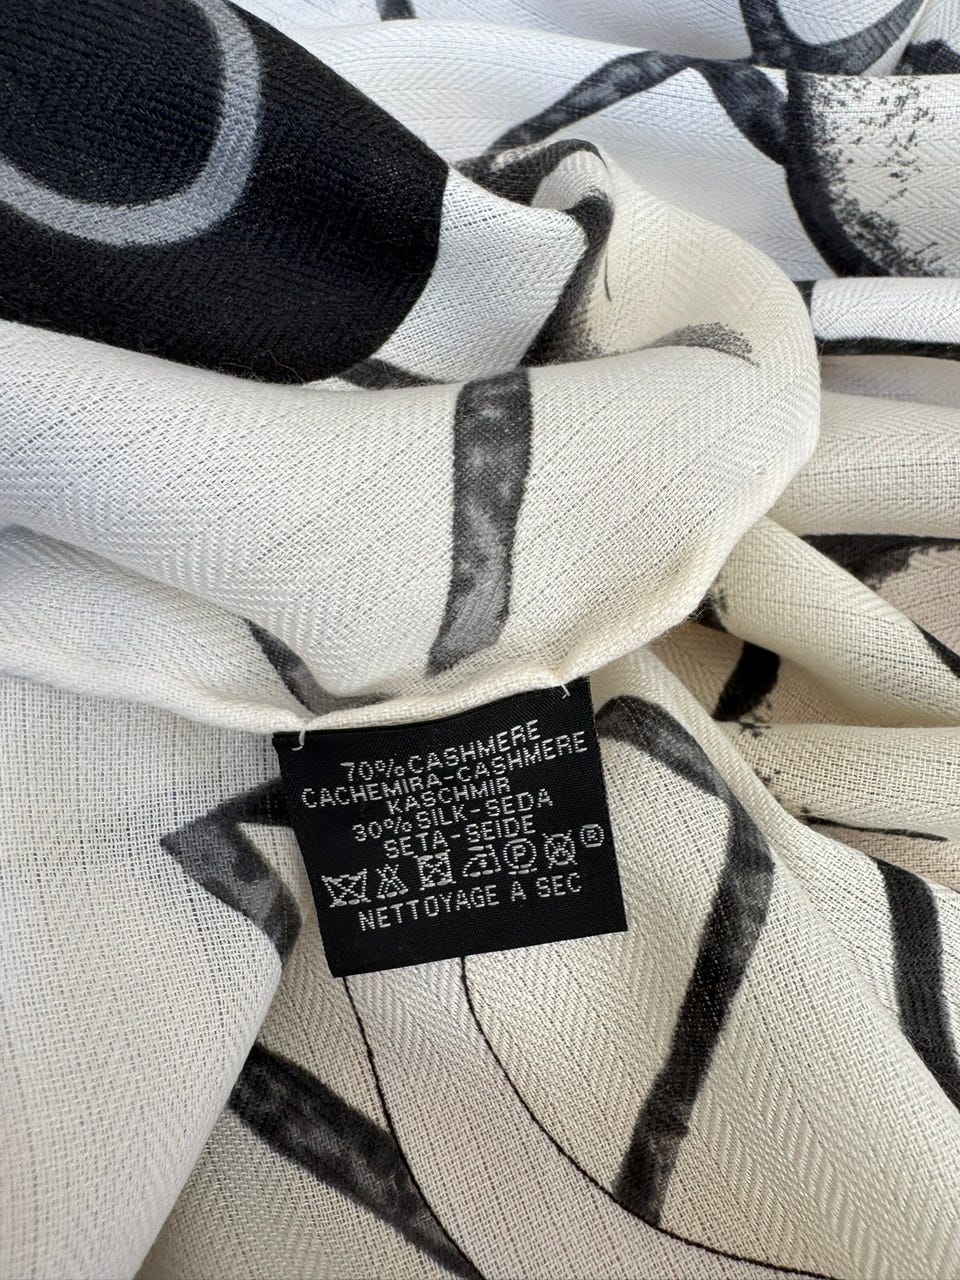 70% CASHMERE
CACHEMIRA-CASHMERE
KASCHMIR
30% SILK-SEDA
SETA-SEIDE
P ®
NETTOYAGE A SEC